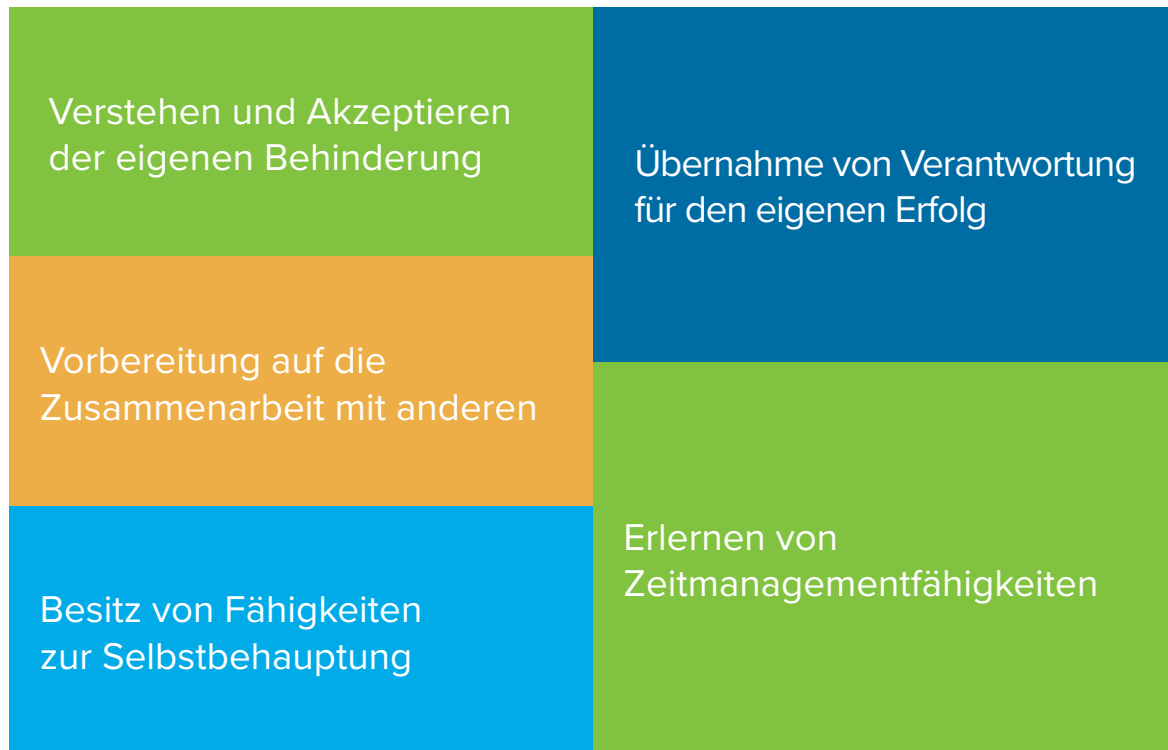 Verstehen und Akzeptieren
der eigenen Behinderung
Vorbereitung auf die
Zusammenarbeit mit anderen
Besitz von Fähigkeiten
zur Selbstbehauptung
Übernahme von Verantwortung
für den eigenen Erfolg
Erlernen von
Zeitmanagementfähigkeiten